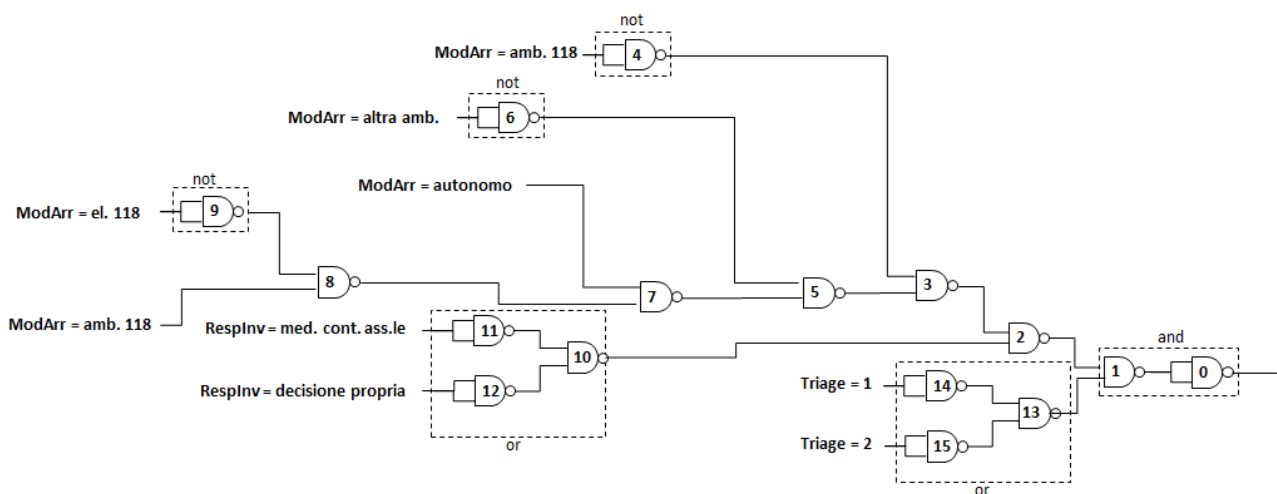 not
ModArr = amb. 118
4
not
ModArr = altra amb.
6
ModArr = autonomo
not
ModArr = el. 118
9
8
7
5
3
ModArr = amb. 118
RespInv = med. cont. ass.le
11
10
2
and
1
0
RespInv = decisione propria
12
Triage = 1
14
13
or
Triage = 2
15
or